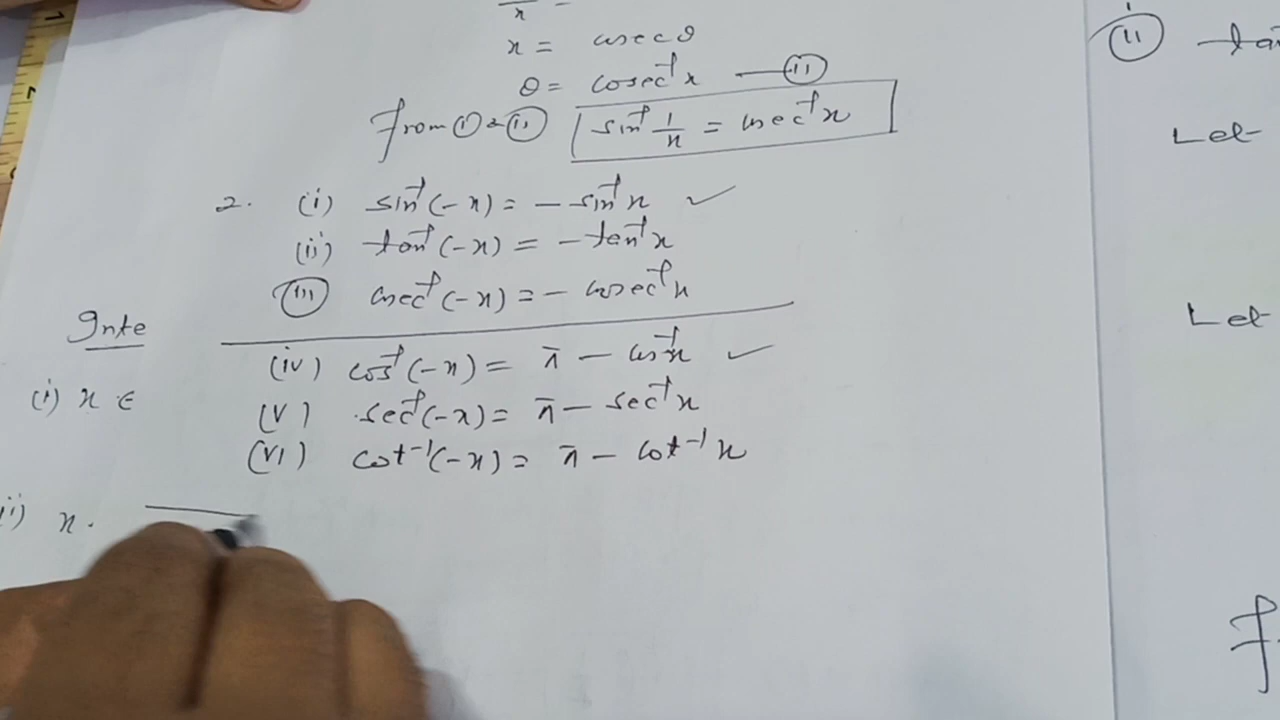 x
x = cosec θ
θ = cosec⁻¹ x — (ii)
From (i) & (ii) sin⁻¹ 1/x = cosec⁻¹ x
2. (i) sin⁻¹(-x) = - sin⁻¹ x ✓
(ii) tan⁻¹(-x) = - tan⁻¹ x
(iii) cosec⁻¹(-x) = - cosec⁻¹ x
Inte
(iv) cos⁻¹(-x) = π - cos⁻¹ x ✓
(i) x ∈
(v) sec⁻¹(-x) = π - sec⁻¹ x
(vi) cot⁻¹(-x) = π - cot⁻¹ x
ii) x.
(ii) tan
Let
Let